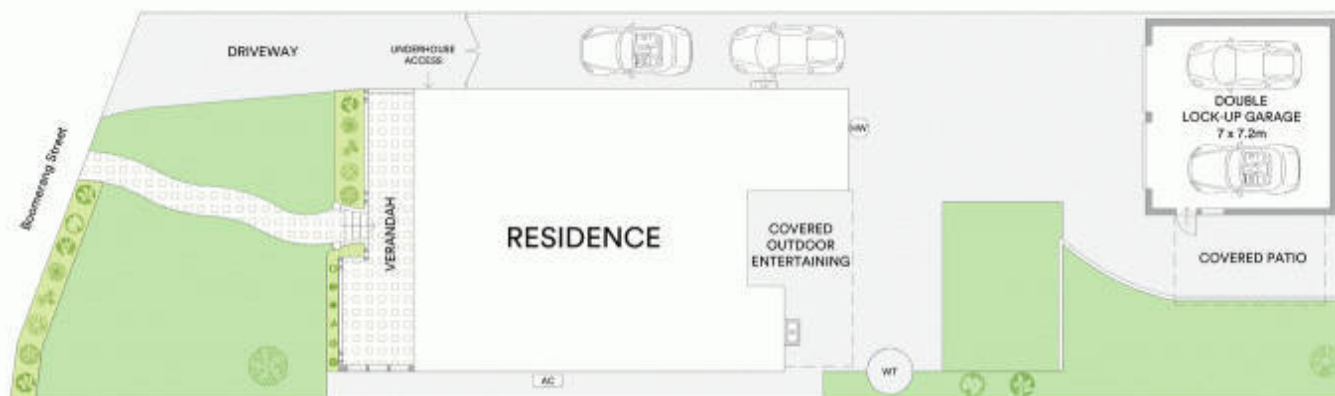 DRIVEWAY
UNDERHOUSE
ACCESS
Boomerang Street
VERANDAH
RESIDENCE
HW
COVERED
OUTDOOR
ENTERTAINING
AC
WT
DOUBLE
LOCK-UP GARAGE
7 x 7.2m
COVERED PATIO